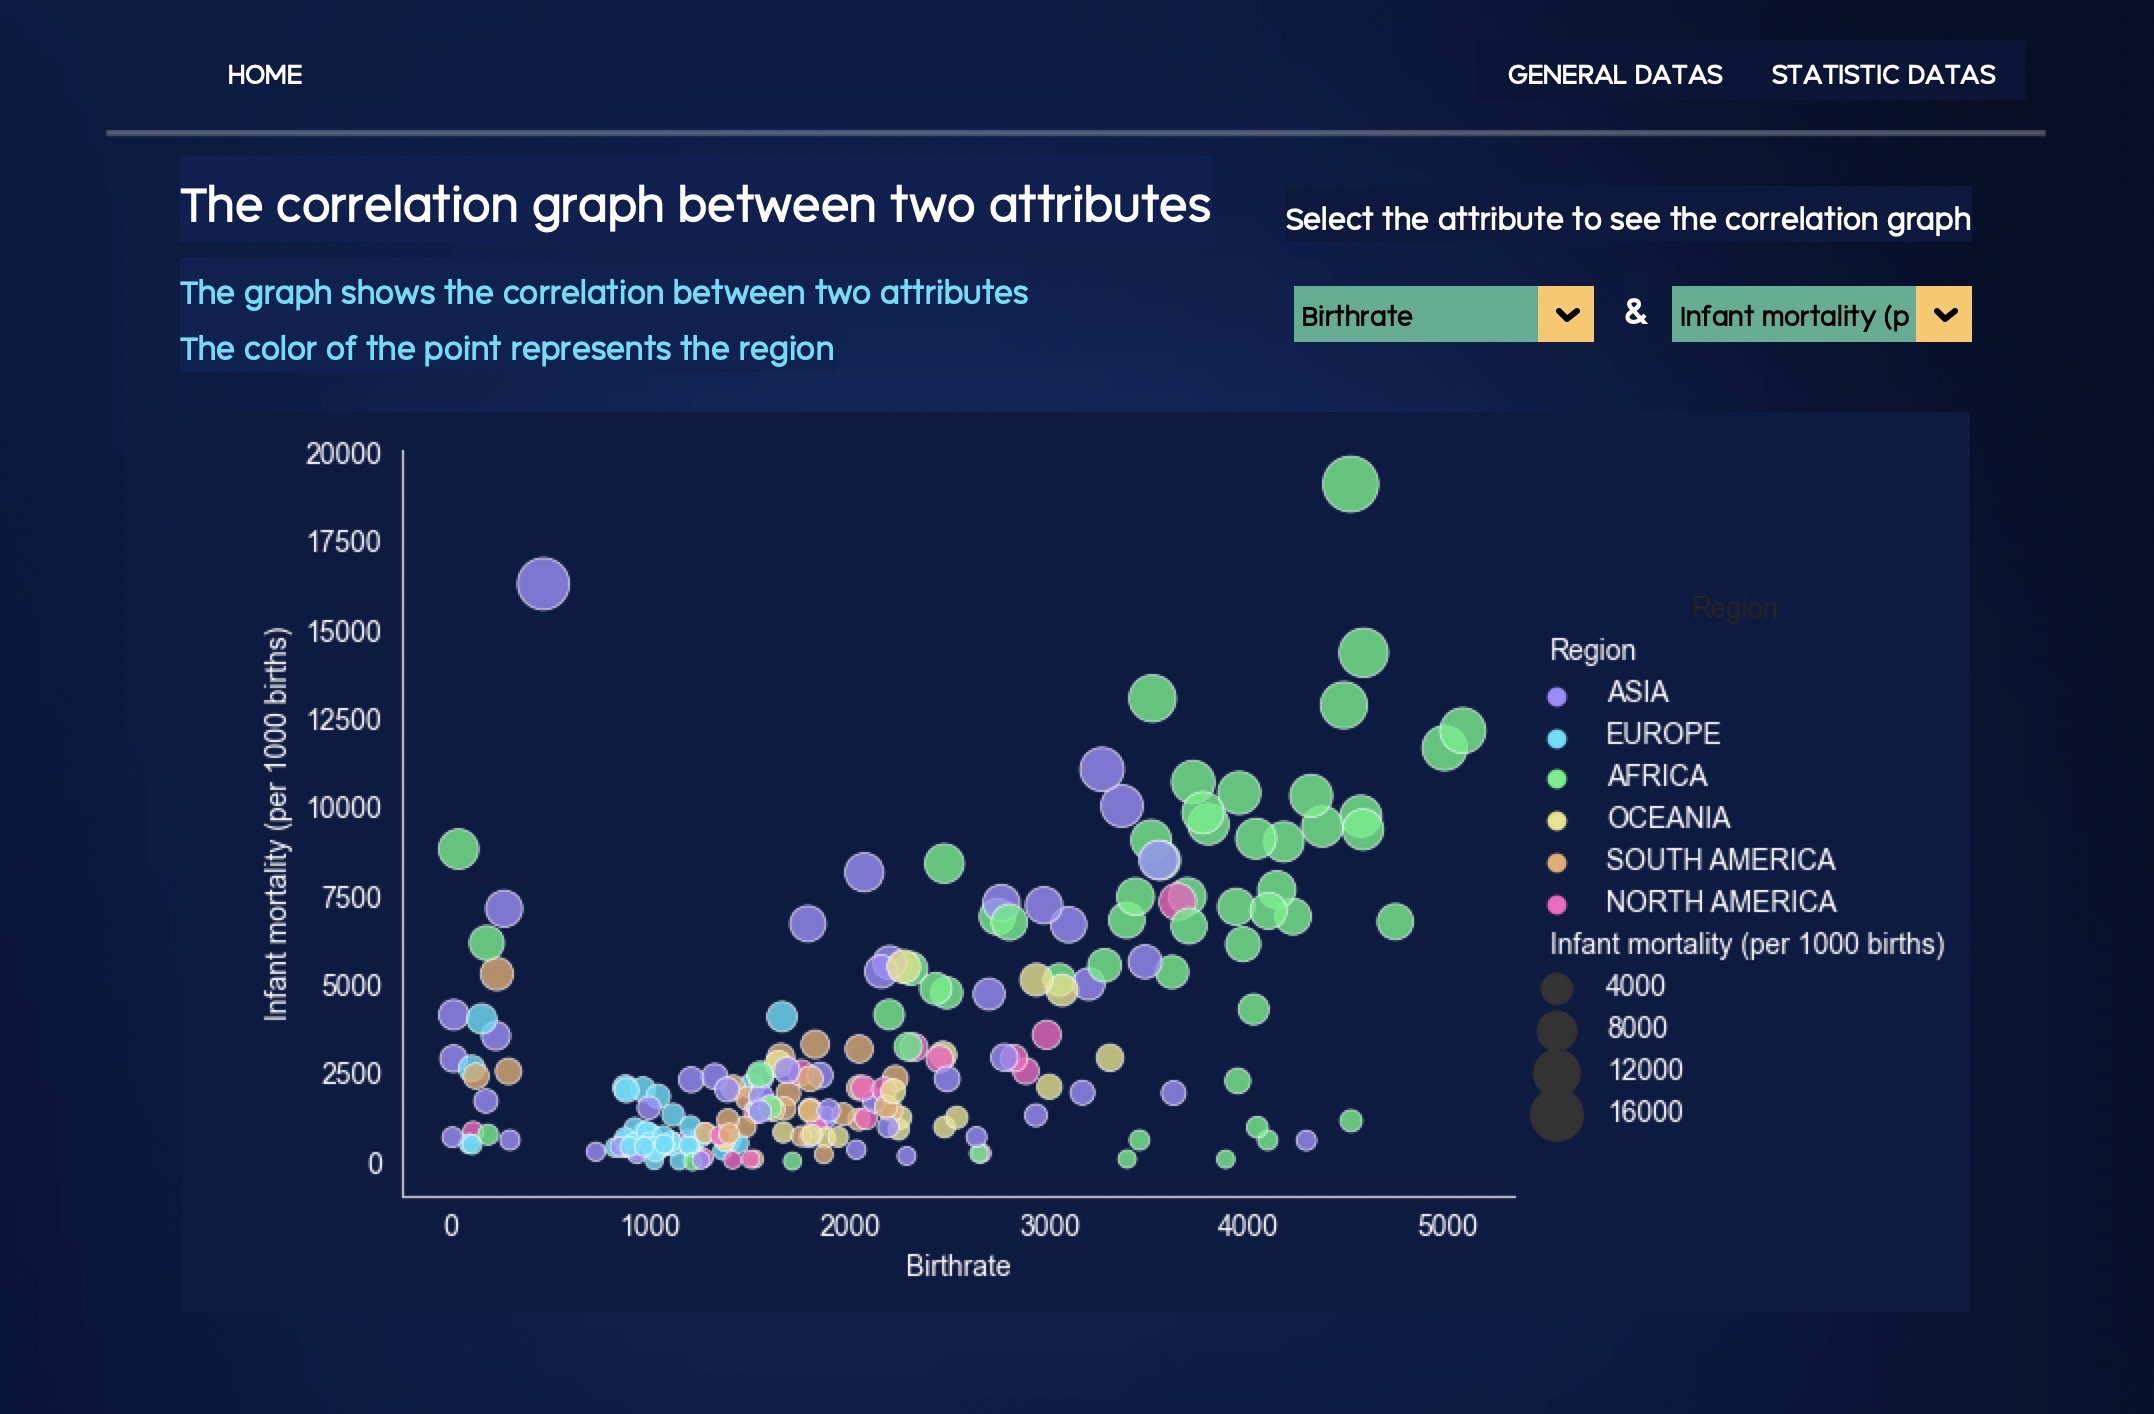 HOME
GENERAL DATAS
STATISTIC DATAS
The correlation graph between two attributes
Select the attribute to see the correlation graph
The graph shows the correlation between two attributes
The color of the point represents the region
Birthrate
&
Infant mortality (p
20000
17500
15000
12500
10000
7500
5000
2500
0
Infant mortality (per 1000 births)
0
1000
2000
3000
4000
5000
Birthrate
Region
Region
ASIA
EUROPE
AFRICA
OCEANIA
SOUTH AMERICA
NORTH AMERICA
Infant mortality (per 1000 births)
4000
8000
12000
16000